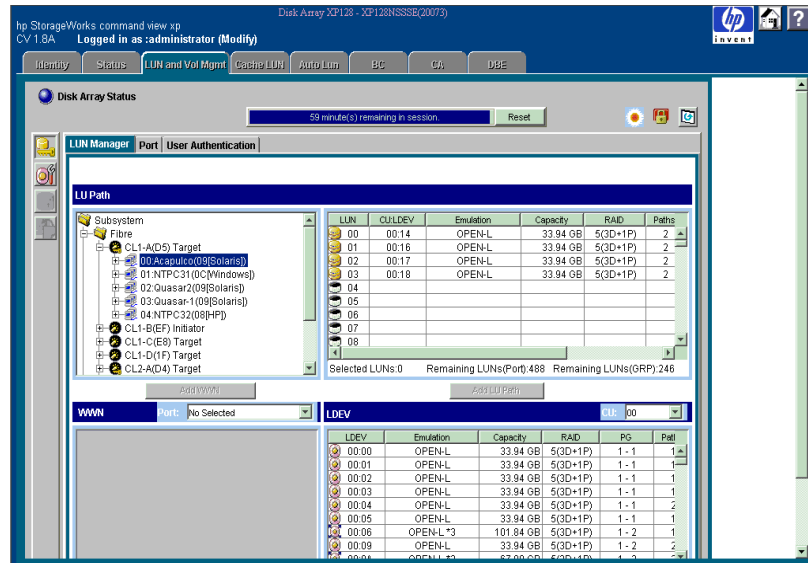 Disk Array XP128 - XP128NSSSE(20073)
hp StorageWorks command view xp
CV 1.8A Logged in as :administrator (Modify)
hp
invent
?
Identity Status LUN and Vol Mgmt Cache LUN Auto Lun BC CA DBE
Disk Array Status
59 minute(s) remaining in session. Reset
LUN Manager Port User Authentication
LU Path
Subsystem
Fibre
CL1-A(D5) Target
00:Acapulco(09[Solaris])
01:NTPC31(0C[Windows])
02:Quasar2(09[Solaris])
03:Quasar-1(09[Solaris])
04:NTPC32(08[HP])
CL1-B(EF) Initiator
CL1-C(E8) Target
CL1-D(1F) Target
CL2-A(D4) Target
LUN CU:LDEV Emulation Capacity RAID Paths
00 00:14 OPEN-L 33.94 GB 5(3D+1P) 2
01 00:16 OPEN-L 33.94 GB 5(3D+1P) 2
02 00:17 OPEN-L 33.94 GB 5(3D+1P) 2
03 00:18 OPEN-L 33.94 GB 5(3D+1P) 2
04
05
06
07
08
Selected LUNs:0 Remaining LUNs(Port):488 Remaining LUNs(GRP):246
Add WWN Add LU Path
WWN Port: No Selected
LDEV CU: 00
LDEV Emulation Capacity RAID PG
00:00 OPEN-L 33.94 GB 5(3D+1P) 1 - 1 1
00:01 OPEN-L 33.94 GB 5(3D+1P) 1 - 1 1
00:02 OPEN-L 33.94 GB 5(3D+1P) 1 - 1 1
00:03 OPEN-L 33.94 GB 5(3D+1P) 1 - 1 1
00:04 OPEN-L 33.94 GB 5(3D+1P) 1 - 1 2
00:05 OPEN-L 33.94 GB 5(3D+1P) 1 - 1 1
00:06 OPEN-L *3 101.84 GB 5(3D+1P) 1 - 2 1
00:09 OPEN-L 33.94 GB 5(3D+1P) 1 - 2 2